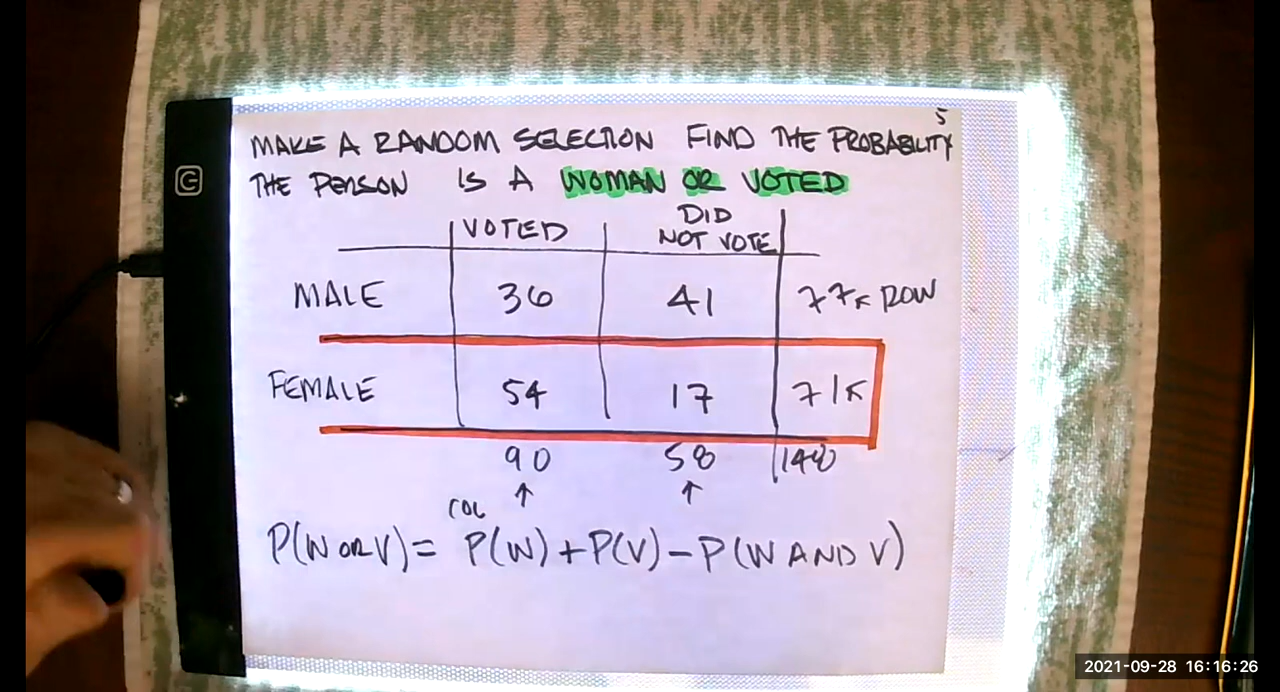 5
MAKE A RANDOM SELECTION FIND THE PROBABILITY
THE PERSON IS A WOMAN OR VOTED
VOTED DID NOT VOTE
MALE 36 41 77 ROW
FEMALE 54 17 71
90 58 148
COL
P(W OR V) = P(W) + P(V) - P(W AND V)
2021-09-28 16:16:26